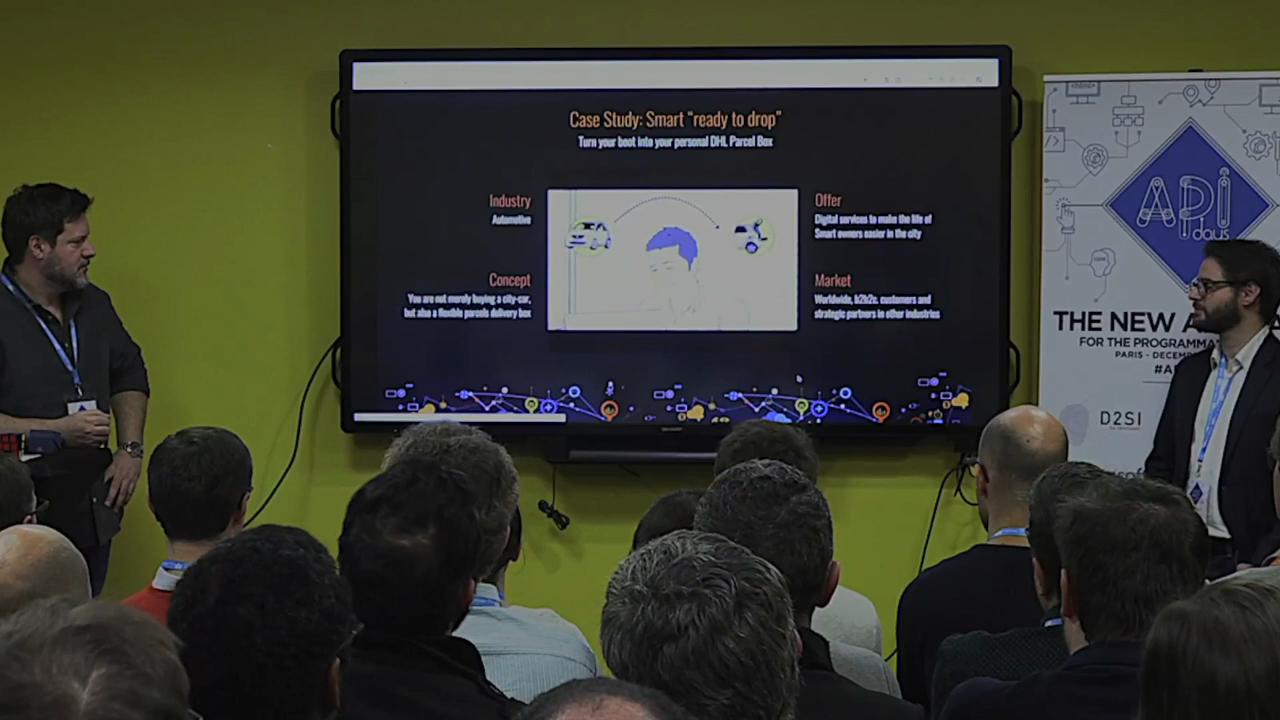 Case Study: Smart “ready to drop”
Turn your boot into your personal DHL Parcel Box
Industry
Automotive
Concept
You are not merely buying a city-car,
but also a flexible parcels delivery box
Offer
Digital services to make the life of
Smart owners easier in the city
Market
Worldwide, b2b2c, customers and
strategic partners in other industries
SHARP
API
days
THE NEW
FOR THE
PARIS -
D2SI